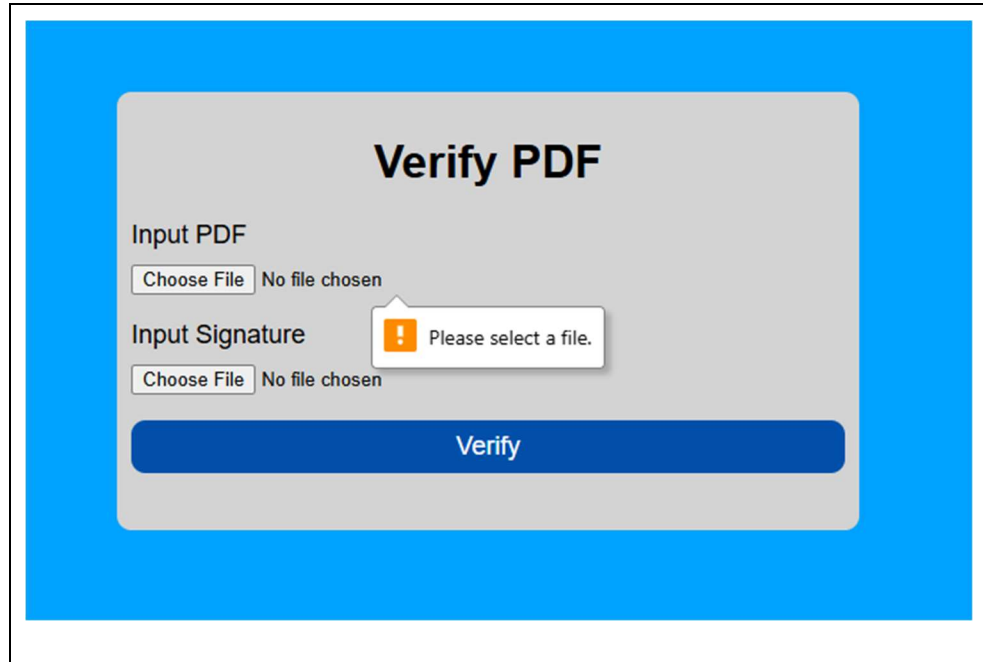 Verify PDF
Input PDF
Choose File No file chosen
Please select a file.
Input Signature
Choose File No file chosen
Verify